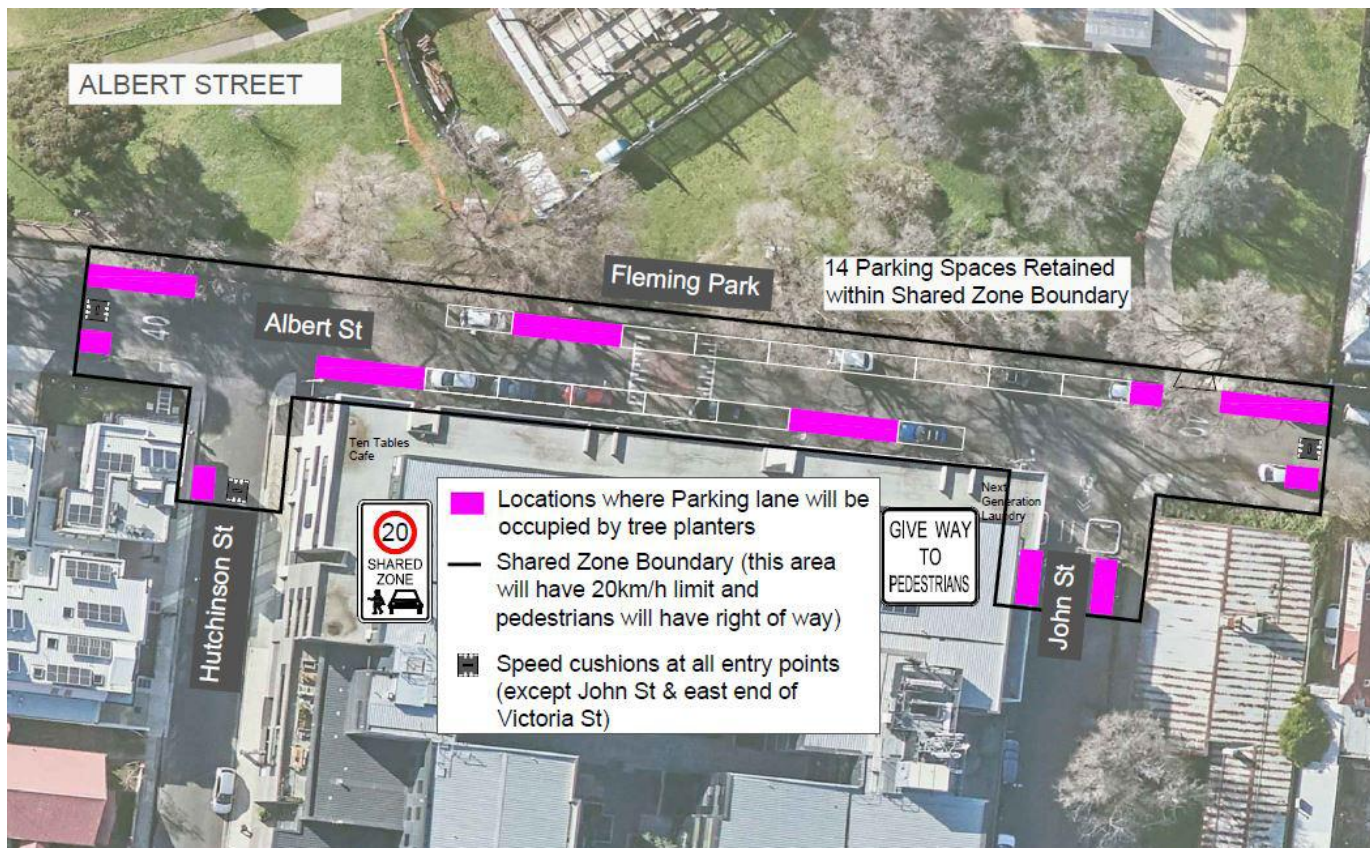 ALBERT STREET
Fleming Park
14 Parking Spaces Retained
within Shared Zone Boundary
40
Albert St
Ten Tables
Cafe
Next
Generation
Laundry
Hutchinson St
John St
20
SHARED
ZONE
Locations where Parking lane will be
occupied by tree planters
Shared Zone Boundary (this area
will have 20km/h limit and
pedestrians will have right of way)
Speed cushions at all entry points
(except John St & east end of
Victoria St)
GIVE WAY
TO
PEDESTRIANS